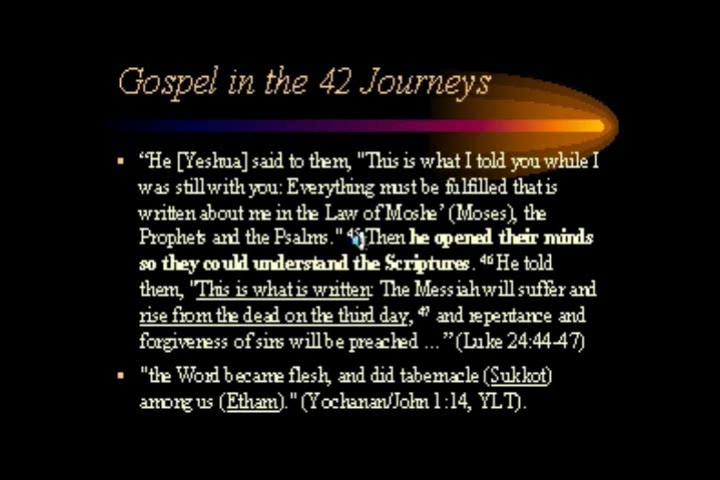 Gospel in the 42 Journeys
▪ “He [Yeshua] said to them, "This is what I told you while I
was still with you: Everything must be fulfilled that is
written about me in the Law of Moshe’ (Moses), the
Prophets and the Psalms." Then he opened their minds
so they could understand the Scriptures. ⁴⁶ He told
them, "This is what is written: The Messiah will suffer and
rise from the dead on the third day, ⁴⁷ and repentance and
forgiveness of sins will be preached …” (Luke 24:44-47)
▪ "the Word became flesh, and did tabernacle (Sukkot)
among us (Etham)." (Yochanan/John 1:14, YLT).